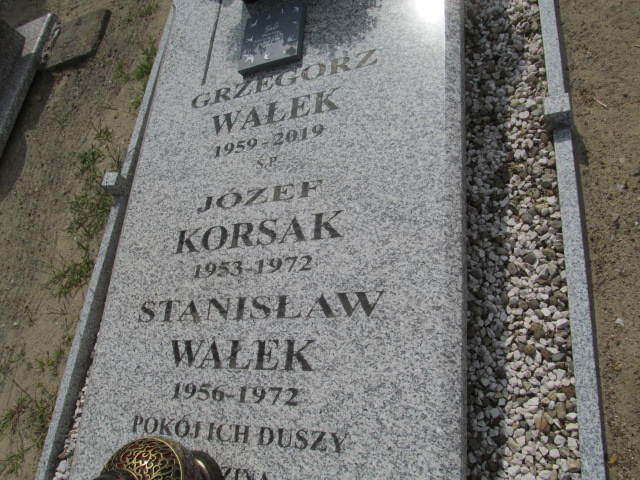 GRZEGORZ
WAŁEK
1959-2019
Ś.P.
JÓZEF
KORSAK
1953-1972
STANISŁAW
WAŁEK
1956-1972
POKÓJ ICH DUSZY